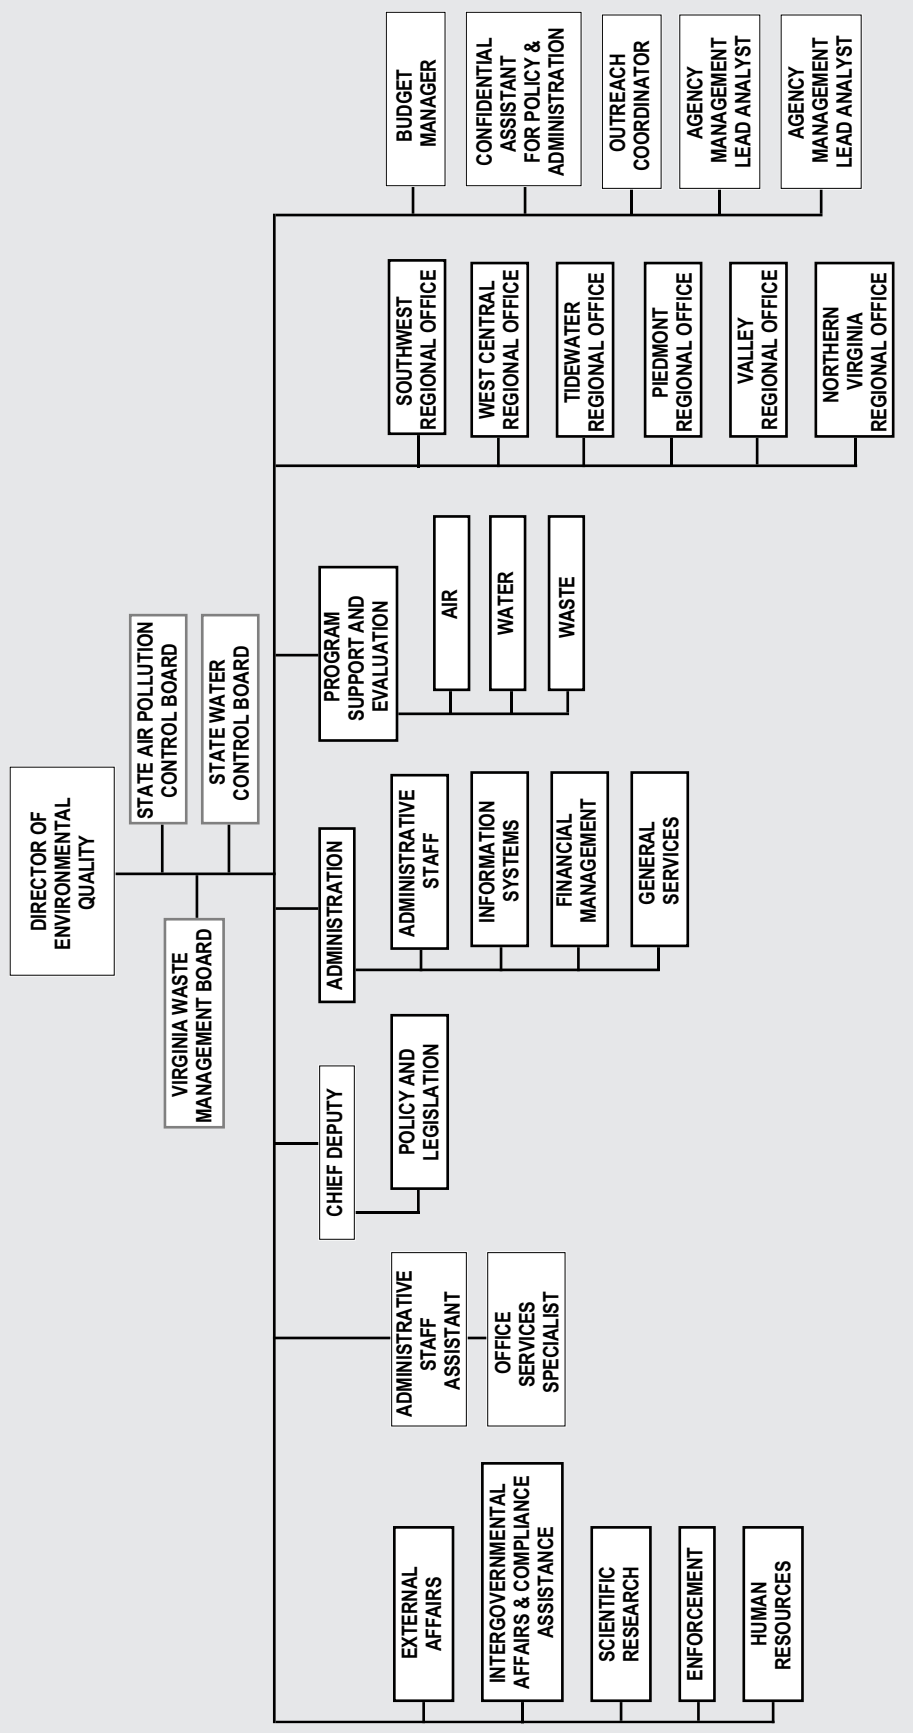 DIRECTOR OF
ENVIRONMENTAL
QUALITY
STATE AIR POLLUTION
CONTROL BOARD
VIRGINIA WASTE
MANAGEMENT BOARD
STATE WATER
CONTROL BOARD
EXTERNAL
AFFAIRS
INTERGOVERNMENTAL
AFFAIRS & COMPLIANCE
ASSISTANCE
SCIENTIFIC
RESEARCH
ENFORCEMENT
HUMAN
RESOURCES
ADMINISTRATIVE
STAFF
ASSISTANT
OFFICE
SERVICES
SPECIALIST
CHIEF DEPUTY
POLICY AND
LEGISLATION
ADMINISTRATION
ADMINISTRATIVE
STAFF
INFORMATION
SYSTEMS
FINANCIAL
MANAGEMENT
GENERAL
SERVICES
PROGRAM
SUPPORT AND
EVALUATION
AIR
WATER
WASTE
SOUTHWEST
REGIONAL OFFICE
WEST CENTRAL
REGIONAL OFFICE
TIDEWATER
REGIONAL OFFICE
PIEDMONT
REGIONAL OFFICE
VALLEY
REGIONAL OFFICE
NORTHERN
VIRGINIA
REGIONAL OFFICE
BUDGET
MANAGER
CONFIDENTIAL
ASSISTANT
FOR POLICY &
ADMINISTRATION
OUTREACH
COORDINATOR
AGENCY
MANAGEMENT
LEAD ANALYST
AGENCY
MANAGEMENT
LEAD ANALYST